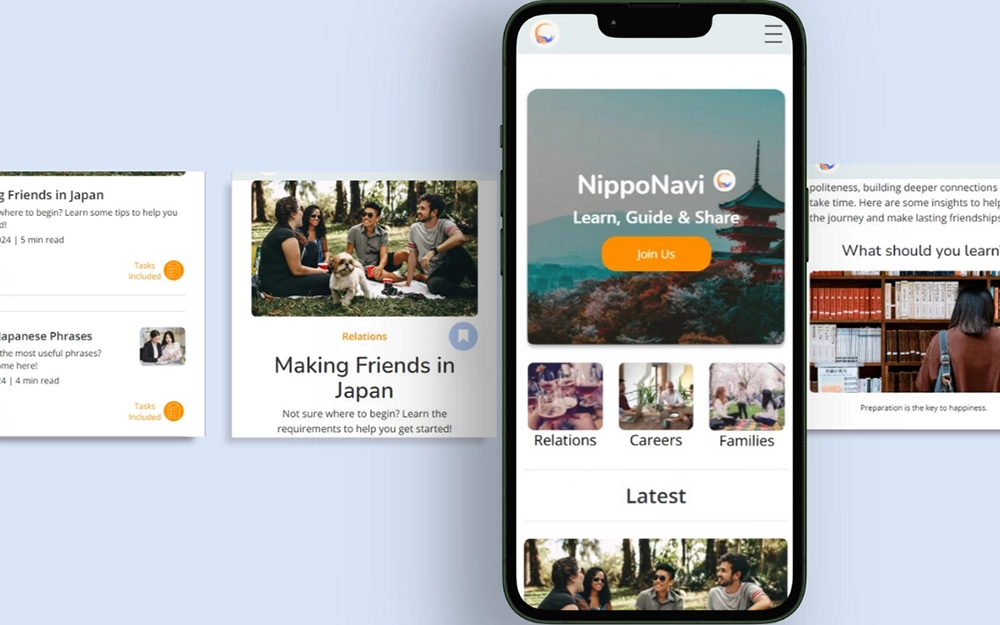 g Friends in Japan
where to begin? Learn some tips to help you
d!
24 | 5 min read
Tasks
Included
apanese Phrases
the most useful phrases?
ome here!
24 | 4 min read
Tasks
Included
Relations
Making Friends in
Japan
Not sure where to begin? Learn the
requirements to help you get started!
NippoNavi
Learn, Guide & Share
Join Us
Relations
Careers
Families
Latest
politeness, building deeper connections
take time. Here are some insights to help
the journey and make lasting friendships
What should you learn?
Preparation is the key to happiness.